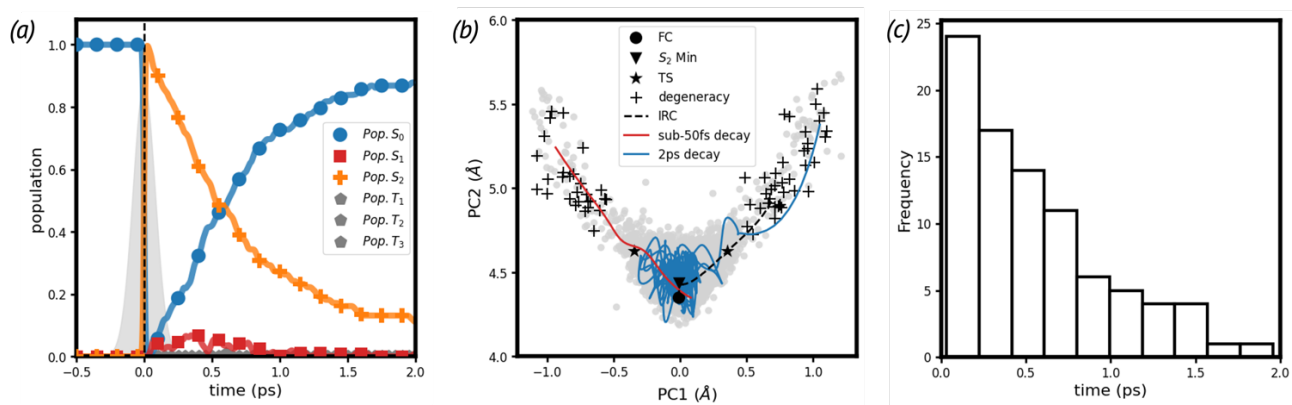 (a)
population
1.0
0.8
0.6
0.4
0.2
0.0
Pop. S0
Pop. S1
Pop. S2
Pop. T1
Pop. T2
Pop. T3
−0.5 0.0 0.5 1.0 1.5 2.0
time (ps)
(b)
PC2 (Å)
6.0
5.5
5.0
4.5
4.0
FC
S2 Min
TS
degeneracy
IRC
sub-50fs decay
2ps decay
−1.0 −0.5 0.0 0.5 1.0
PC1 (Å)
(c)
Frequency
25
20
15
10
5
0
0.0 0.5 1.0 1.5 2.0
time (ps)